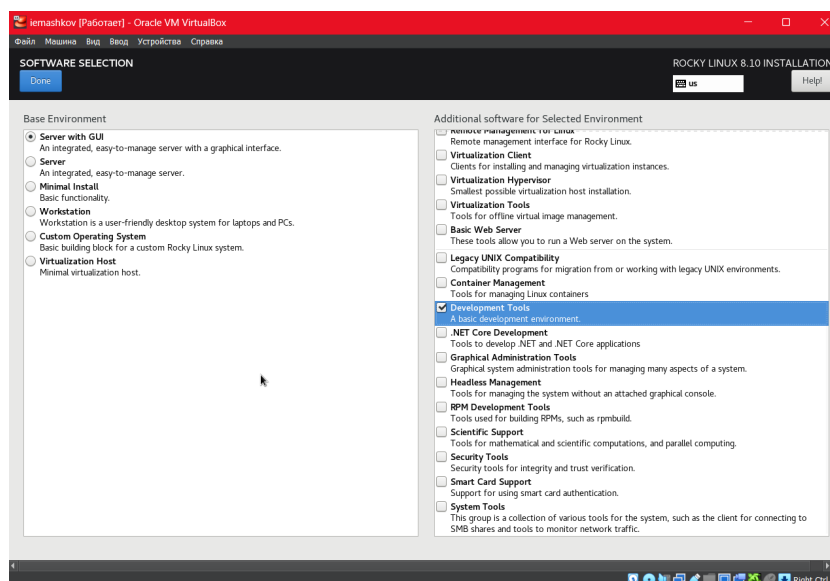 iemashkov [Работает] - Oracle VM VirtualBox
Файл Машина Вид Ввод Устройства Справка
SOFTWARE SELECTION
ROCKY LINUX 8.10 INSTALLATION
Done
us
Help!
Base Environment
Server with GUI
An integrated, easy-to-manage server with a graphical interface.
Server
An integrated, easy-to-manage server.
Minimal Install
Basic functionality.
Workstation
Workstation is a user-friendly desktop system for laptops and PCs.
Custom Operating System
Basic building block for a custom Rocky Linux system.
Virtualization Host
Minimal virtualization host.
Additional software for Selected Environment
Remote Management for Linux
Remote management interface for Rocky Linux.
Virtualization Client
Clients for installing and managing virtualization instances.
Virtualization Hypervisor
Smallest possible virtualization host installation.
Virtualization Tools
Tools for offline virtual image management.
Basic Web Server
These tools allow you to run a Web server on the system.
Legacy UNIX Compatibility
Compatibility programs for migration from or working with legacy UNIX environments.
Container Management
Tools for managing Linux containers
Development Tools
A basic development environment.
.NET Core Development
Tools to develop .NET and .NET Core applications
Graphical Administration Tools
Graphical system administration tools for managing many aspects of a system.
Headless Management
Tools for managing the system without an attached graphical console.
RPM Development Tools
Tools used for building RPMs, such as rpmbuild.
Scientific Support
Tools for mathematical and scientific computations, and parallel computing.
Security Tools
Security tools for integrity and trust verification.
Smart Card Support
Support for using smart card authentication.
System Tools
This group is a collection of various tools for the system, such as the client for connecting to
SMB shares and tools to monitor network traffic.
Right Ctrl